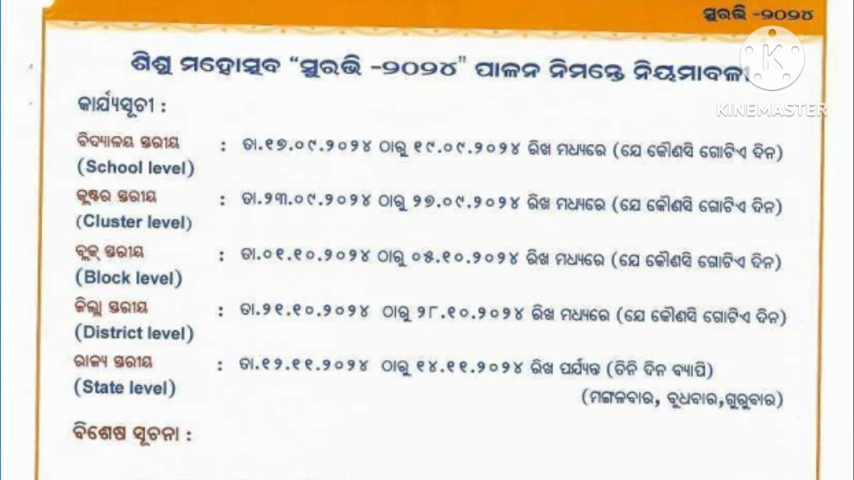 ସୁରଭି -୨୦୨୪
ଶିଶୁ ମହୋତ୍ସବ “ସୁରଭି -୨୦୨୪” ପାଳନ ନିମନ୍ତେ ନିୟମାବଳୀ
KINEMASTER
କାର୍ଯ୍ୟସୂଚୀ :
ବିଦ୍ୟାଳୟ ସ୍ତରୀୟ : ତା.୧୭.୦୯.୨୦୨୪ ଠାରୁ ୧୯.୦୯.୨୦୨୪ ରିଖ ମଧ୍ୟରେ (ଯେ କୌଣସି ଗୋଟିଏ ଦିନ)
(School level)
କ୍ଲଷ୍ଟର ସ୍ତରୀୟ : ତା.୨୩.୦୯.୨୦୨୪ ଠାରୁ ୨୭.୦୯.୨୦୨୪ ରିଖ ମଧ୍ୟରେ (ଯେ କୌଣସି ଗୋଟିଏ ଦିନ)
(Cluster level)
ବ୍ଲକ୍ ସ୍ତରୀୟ : ତା.୦୧.୧୦.୨୦୨୪ ଠାରୁ ୦୫.୧୦.୨୦୨୪ ରିଖ ମଧ୍ୟରେ (ଯେ କୌଣସି ଗୋଟିଏ ଦିନ)
(Block level)
ଜିଲ୍ଲା ସ୍ତରୀୟ : ତା.୨୧.୧୦.୨୦୨୪ ଠାରୁ ୨୮.୧୦.୨୦୨୪ ରିଖ ମଧ୍ୟରେ (ଯେ କୌଣସି ଗୋଟିଏ ଦିନ)
(District level)
ରାଜ୍ୟ ସ୍ତରୀୟ : ତା.୧୨.୧୧.୨୦୨୪ ଠାରୁ ୧୪.୧୧.୨୦୨୪ ରିଖ ପର୍ଯ୍ୟନ୍ତ (ତିନି ଦିନ ବ୍ୟାପି)
(State level) (ମଙ୍ଗଳବାର, ବୁଧବାର,ଗୁରୁବାର)
ବିଶେଷ ସୂଚନା :